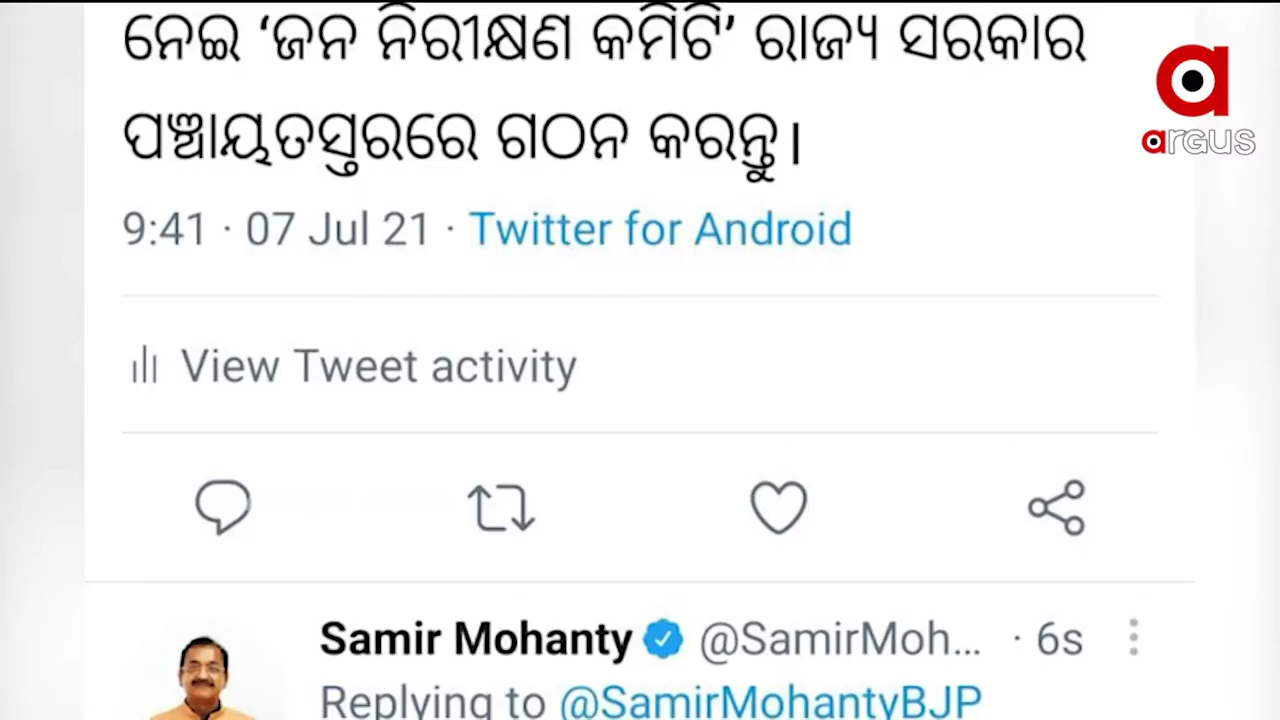 ନେଇ ‘ଜନ ନିରୀକ୍ଷଣ କମିଟି’ ରାଜ୍ୟ ସରକାର
ପଞ୍ଚାୟତସ୍ତରରେ ଗଠନ କରନ୍ତୁ।
argus
9:41 · 07 Jul 21 · Twitter for Android
View Tweet activity
Samir Mohanty @SamirMoh... · 6s
Replying to @SamirMohantyBJP